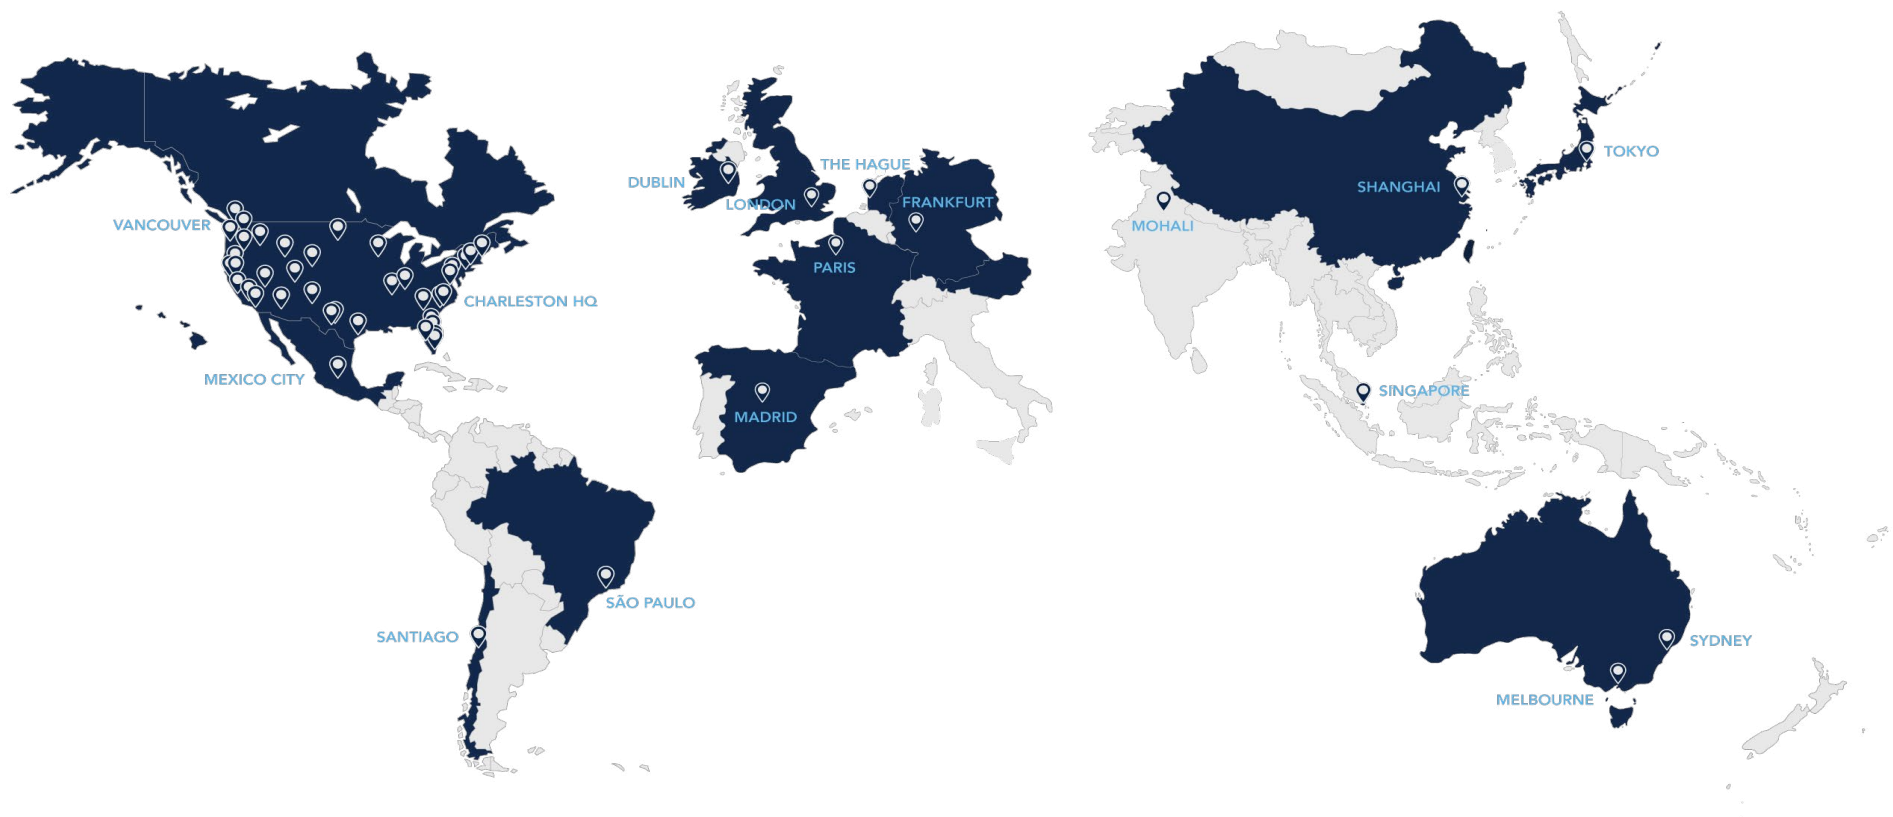 VANCOUVER
CHARLESTON HQ
MEXICO CITY
SÃO PAULO
SANTIAGO
DUBLIN
LONDON
THE HAGUE
FRANKFURT
PARIS
MADRID
TOKYO
SHANGHAI
MOHALI
SINGAPORE
SYDNEY
MELBOURNE